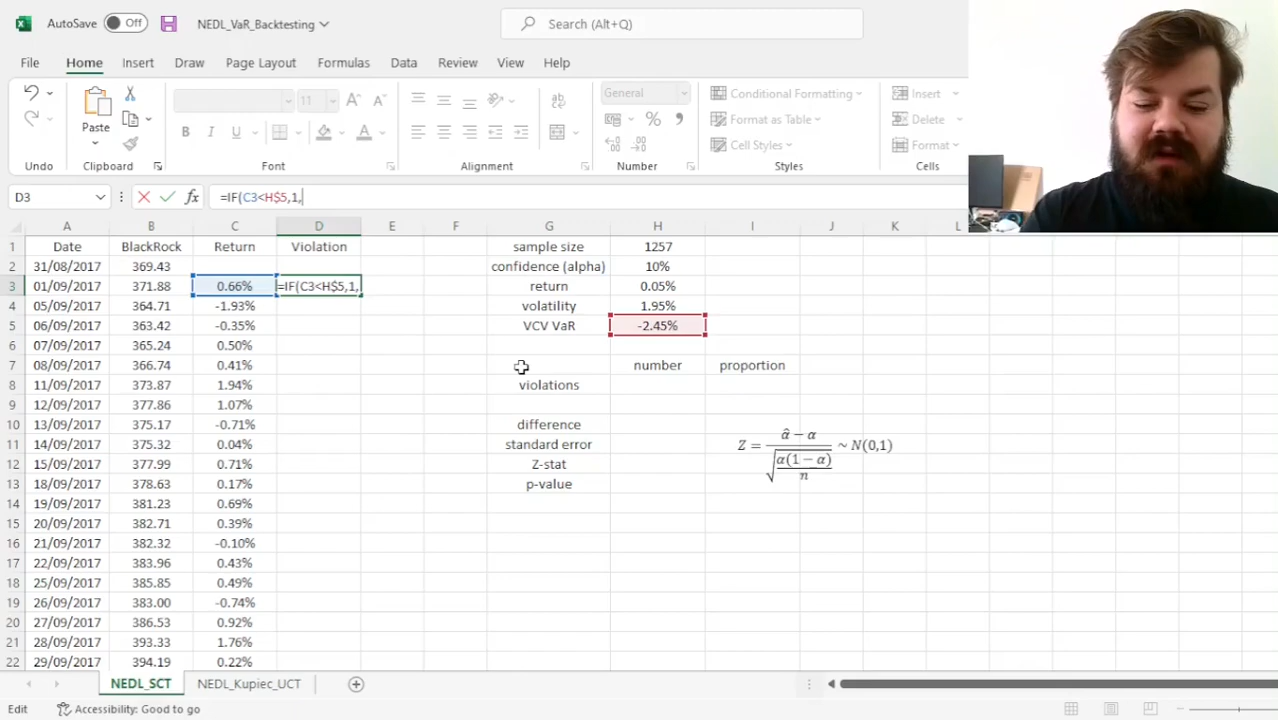 AutoSave Off NEDL_VaR_Backtesting Search (Alt+Q)
File Home Insert Draw Page Layout Formulas Data Review View Help
Undo Paste Clipboard 11 Font Alignment General Number Conditional Formatting Format as Table Cell Styles Styles Insert Delete Format Cells
D3 fx =IF(C3<H$5,1,
A B C D E F G H I J K L
1 Date BlackRock Return Violation sample size 1257
2 31/08/2017 369.43 confidence (alpha) 10%
3 01/09/2017 371.88 0.66% =IF(C3<H$5,1, return 0.05%
4 05/09/2017 364.71 -1.93% volatility 1.95%
5 06/09/2017 363.42 -0.35% VCV VaR -2.45%
6 07/09/2017 365.24 0.50%
7 08/09/2017 366.74 0.41% number proportion
8 11/09/2017 373.87 1.94% violations
9 12/09/2017 377.86 1.07%
10 13/09/2017 375.17 -0.71% difference
11 14/09/2017 375.32 0.04% standard error
12 15/09/2017 377.99 0.71% Z-stat
13 18/09/2017 378.63 0.17% p-value
Z = (α̂ − α) / √(α(1 − α) / n) ~ N(0,1)
14 19/09/2017 381.23 0.69%
15 20/09/2017 382.71 0.39%
16 21/09/2017 382.32 -0.10%
17 22/09/2017 383.96 0.43%
18 25/09/2017 385.85 0.49%
19 26/09/2017 383.00 -0.74%
20 27/09/2017 386.53 0.92%
21 28/09/2017 393.33 1.76%
22 29/09/2017 394.19 0.22%
NEDL_SCT NEDL_Kupiec_UCT
Edit Accessibility: Good to go